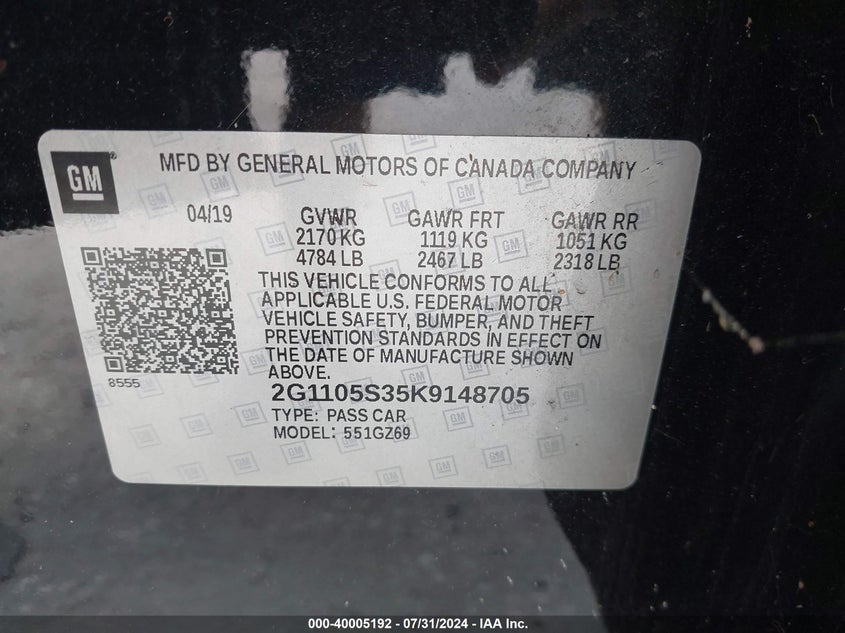 GM
MFD BY GENERAL MOTORS OF CANADA COMPANY
04/19 GVWR GAWR FRT GAWR RR
2170 KG 1119 KG 1051 KG
4784 LB 2467 LB 2318 LB
THIS VEHICLE CONFORMS TO ALL
APPLICABLE U.S. FEDERAL MOTOR
VEHICLE SAFETY, BUMPER, AND THEFT
PREVENTION STANDARDS IN EFFECT ON
THE DATE OF MANUFACTURE SHOWN
ABOVE.
8555
2G1105S35K9148705
TYPE: PASS CAR
MODEL: 551GZ69
000-40005192 - 07/31/2024 - IAA Inc.